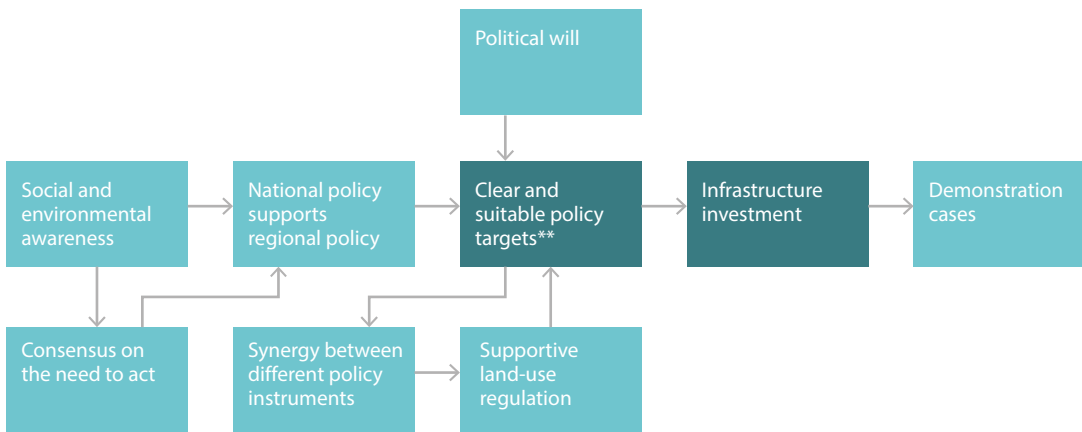 Political will
Social and
environmental
awareness
National policy
supports
regional policy
Clear and
suitable policy
targets**
Infrastructure
investment
Demonstration
cases
Consensus on
the need to act
Synergy between
different policy
instruments
Supportive
land-use
regulation